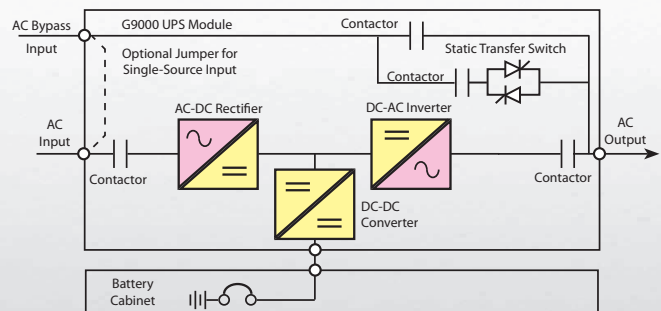 AC Bypass
Input
G9000 UPS Module
Contactor
Optional Jumper for
Single-Source Input
Static Transfer Switch
Contactor
AC-DC Rectifier
DC-AC Inverter
AC
Input
AC
Output
Contactor
Contactor
DC-DC
Converter
Battery
Cabinet